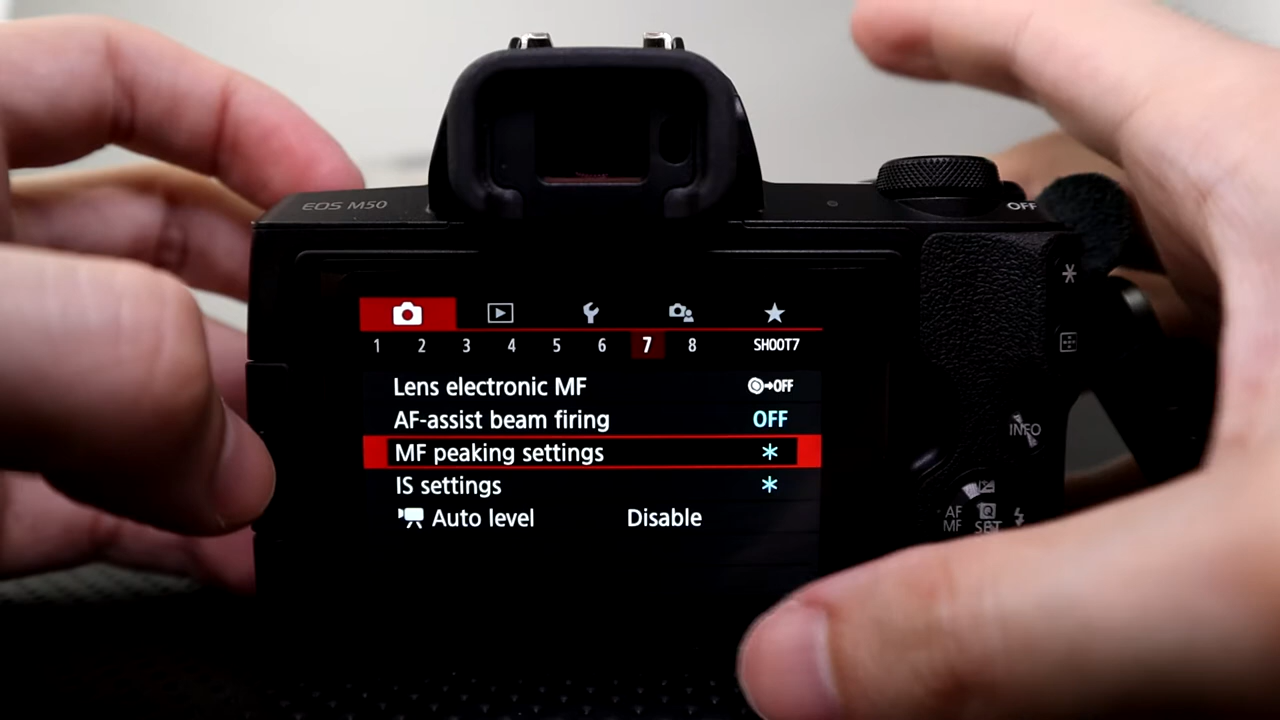 EOS M50
OFF
1 2 3 4 5 6 7 8 SHOOT7
Lens electronic MF OFF
AF-assist beam firing OFF
MF peaking settings *
IS settings *
Auto level Disable
INFO
AF
MF
Q
SET